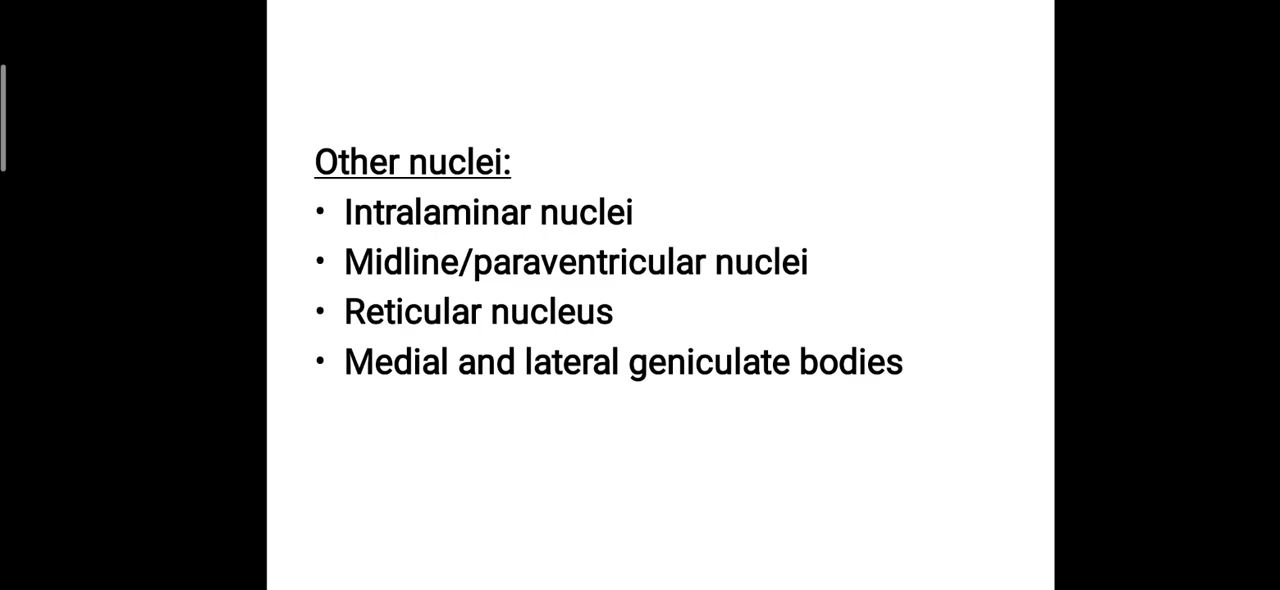 Other nuclei:
• Intralaminar nuclei
• Midline/paraventricular nuclei
• Reticular nucleus
• Medial and lateral geniculate bodies